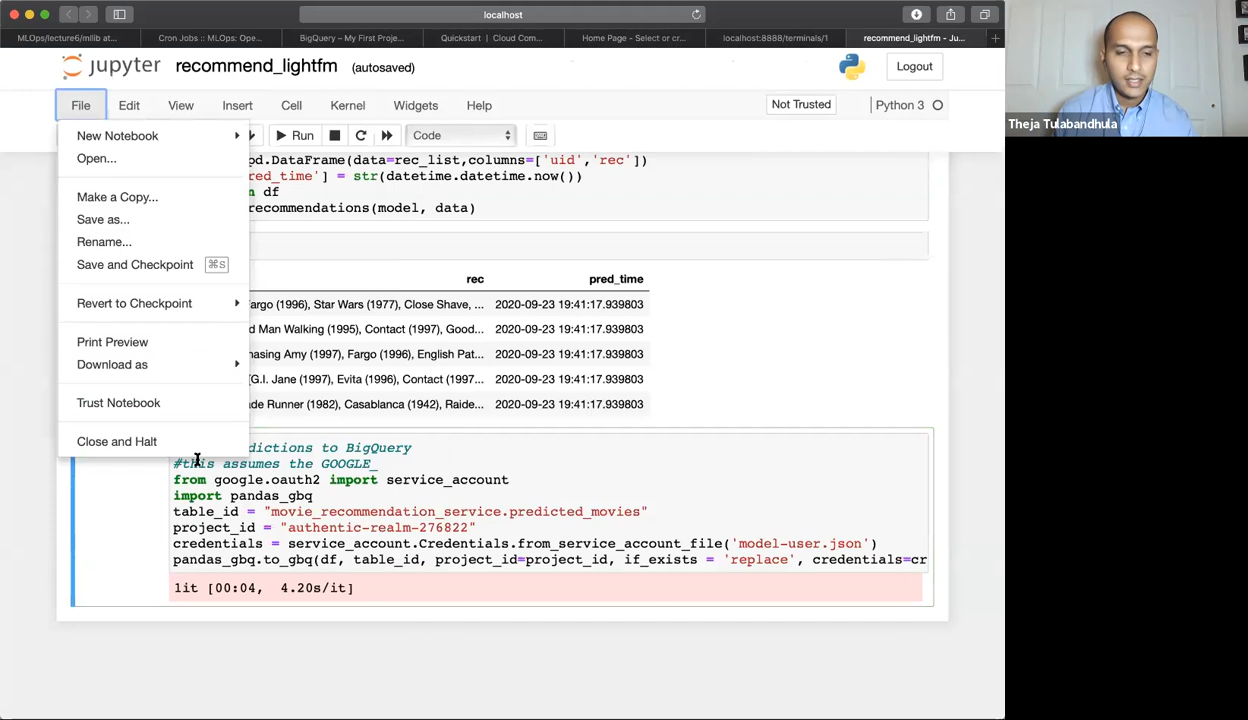 localhost
MLOps/lecture6/mllib at...
Cron Jobs :: MLOps: Ope...
BigQuery – My First Proje...
Quickstart | Cloud Com...
Home Page - Select or cr...
localhost:8888/terminals/1
recommend_lightfm - Ju...
jupyter recommend_lightfm (autosaved)
Logout
File Edit View Insert Cell Kernel Widgets Help
Not Trusted
Python 3
Run
Code
New Notebook
Open...
Make a Copy...
Save as...
Rename...
Save and Checkpoint ⌘S
Revert to Checkpoint
Print Preview
Download as
Trust Notebook
Close and Halt
pd.DataFrame(data=rec_list,columns=['uid','rec'])
red_time'] = str(datetime.datetime.now())
n df
recommendations(model, data)
rec pred_time
argo (1996), Star Wars (1977), Close Shave, ... 2020-09-23 19:41:17.939803
d Man Walking (1995), Contact (1997), Good... 2020-09-23 19:41:17.939803
hasing Amy (1997), Fargo (1996), English Pat... 2020-09-23 19:41:17.939803
[G.I. Jane (1997), Evita (1996), Contact (1997... 2020-09-23 19:41:17.939803
ade Runner (1982), Casablanca (1942), Raide... 2020-09-23 19:41:17.939803
dictions to BigQuery
#this assumes the GOOGLE_
from google.oauth2 import service_account
import pandas_gbq
table_id = "movie_recommendation_service.predicted_movies"
project_id = "authentic-realm-276822"
credentials = service_account.Credentials.from_service_account_file('model-user.json')
pandas_gbq.to_gbq(df, table_id, project_id=project_id, if_exists = 'replace', credentials=cr
1it [00:04, 4.20s/it]
Theja Tulabandhula